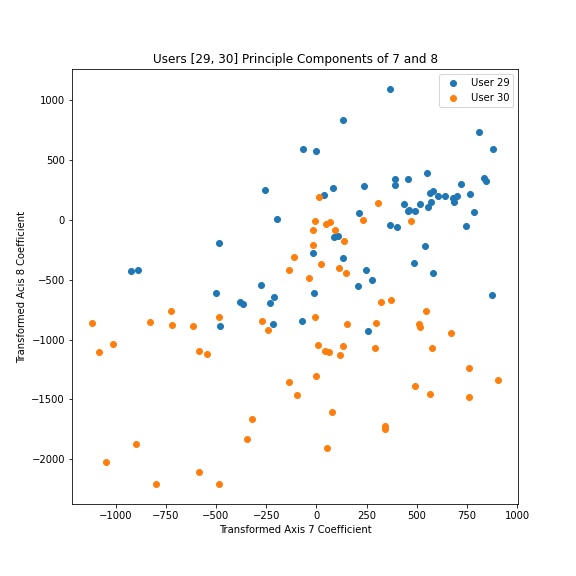 Users [29, 30] Principle Components of 7 and 8
User 29
User 30
Transformed Acis 8 Coefficient
1000
500
0
−500
−1000
−1500
−2000
−1000 −750 −500 −250 0 250 500 750 1000
Transformed Axis 7 Coefficient